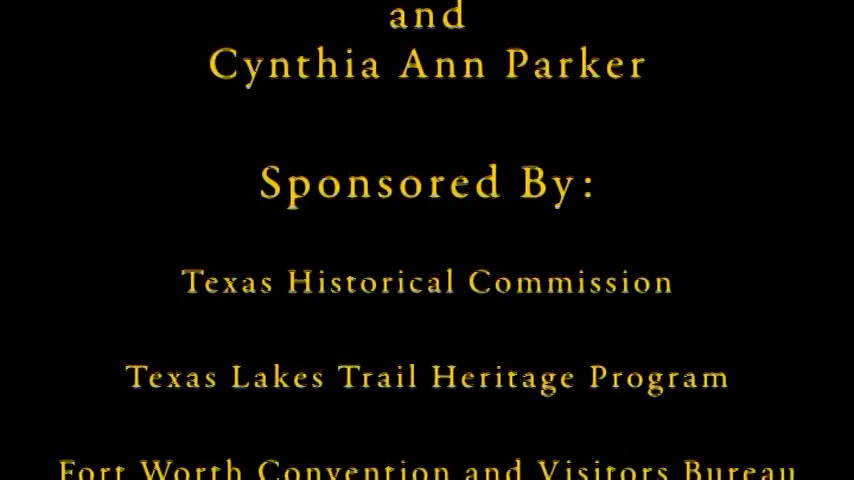 and
Cynthia Ann Parker
Sponsored By:
Texas Historical Commission
Texas Lakes Trail Heritage Program
Fort Worth Convention and Visitors Bureau